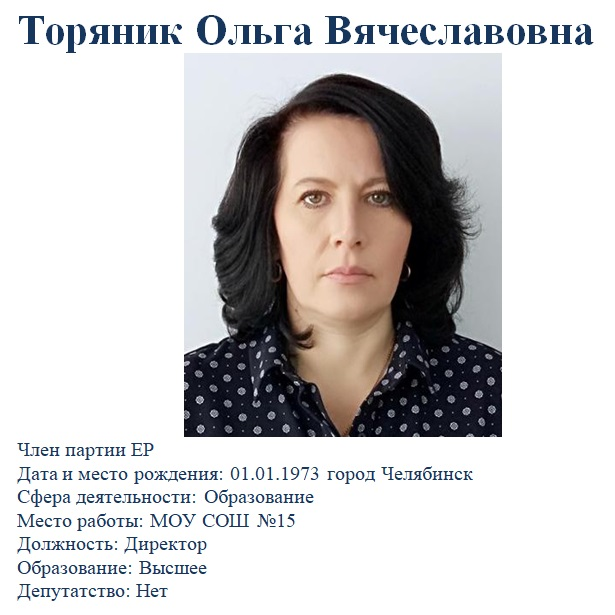 Торяник Ольга Вячеславовна
Член партии ЕР
Дата и место рождения: 01.01.1973 город Челябинск
Сфера деятельности: Образование
Место работы: МОУ СОШ №15
Должность: Директор
Образование: Высшее
Депутатство: Нет